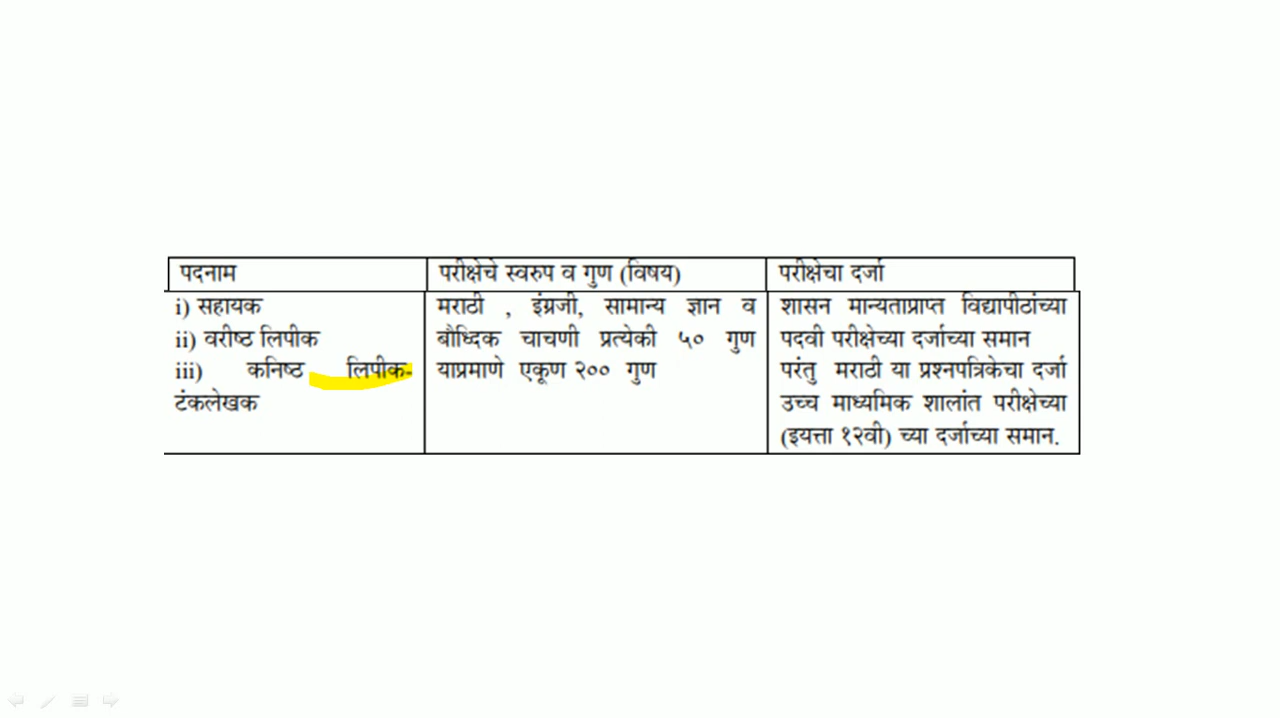 पदनाम
परीक्षेचे स्वरुप व गुण (विषय)
परीक्षेचा दर्जा
i) सहायक
ii) वरीष्ठ लिपीक
iii) कनिष्ठ लिपीक-
टंकलेखक
मराठी , इंग्रजी, सामान्य ज्ञान व
बौध्दिक चाचणी प्रत्येकी ५० गुण
याप्रमाणे एकूण २०० गुण
शासन मान्यताप्राप्त विद्यापीठांच्या
पदवी परीक्षेच्या दर्जाच्या समान
परंतु मराठी या प्रश्नपत्रिकेचा दर्जा
उच्च माध्यमिक शालांत परीक्षेच्या
(इयत्ता १२वी) च्या दर्जाच्या समान.